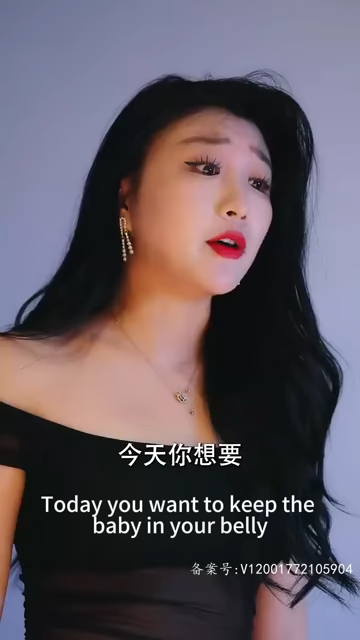 今天你想要
Today you want to keep the
baby in your belly
备案号:V12001772105904